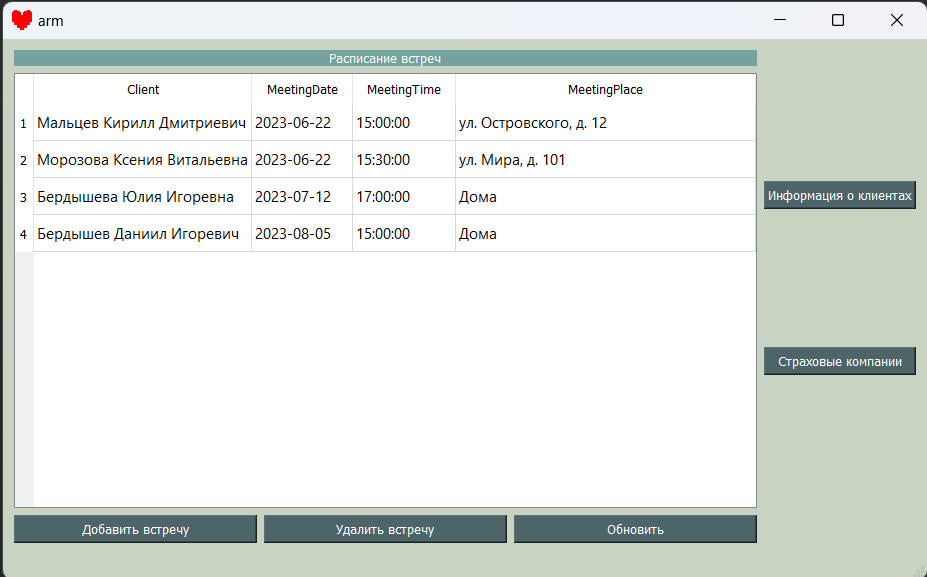 arm
Расписание встреч
Client MeetingDate MeetingTime MeetingPlace
1 Мальцев Кирилл Дмитриевич 2023-06-22 15:00:00 ул. Островского, д. 12
2 Морозова Ксения Витальевна 2023-06-22 15:30:00 ул. Мира, д. 101
3 Бердышева Юлия Игоревна 2023-07-12 17:00:00 Дома
4 Бердышев Даниил Игоревич 2023-08-05 15:00:00 Дома
Информация о клиентах
Страховые компании
Добавить встречу Удалить встречу Обновить